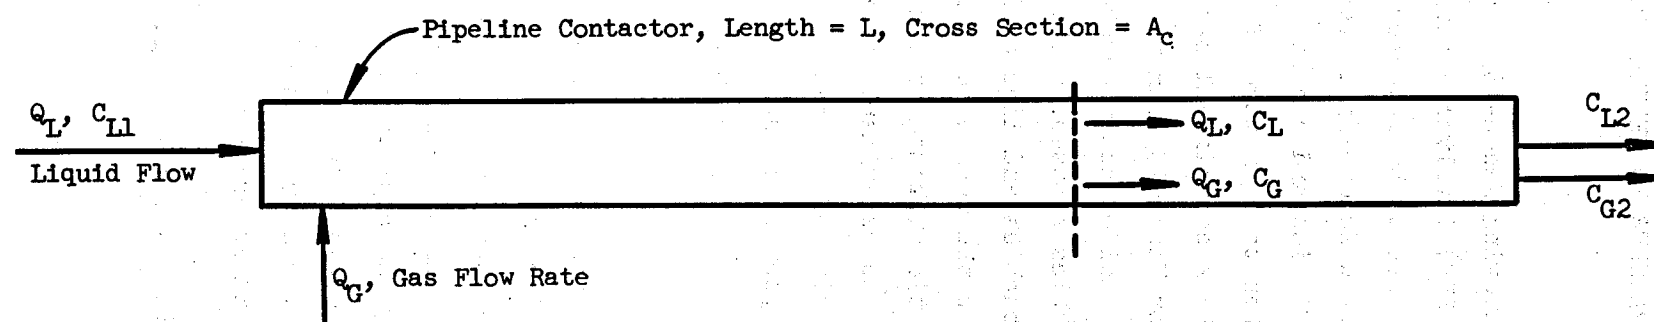 Pipeline Contactor, Length = L, Cross Section = A_c
Q_L, C_L1
Liquid Flow
Q_L, C_L
Q_G, C_G
C_L2
C_G2
Q_G, Gas Flow Rate